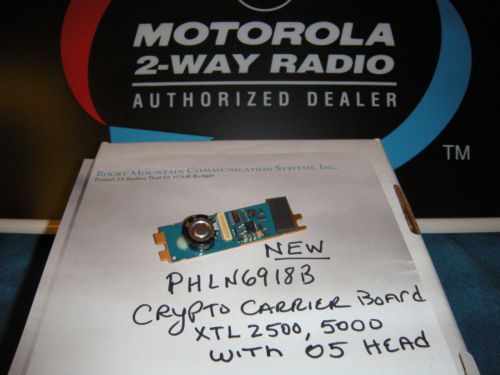 MOTOROLA
2-WAY RADIO
AUTHORIZED DEALER
TM
ROCKY MOUNTAIN COMMUNICATION SYSTEMS, INC.
Project 25 Radios That Fit YOUR Budget
NEW
PHLN6918B
CRYPTO CARRIER BOARD
XTL 2500, 5000
WITH 05 HEAD